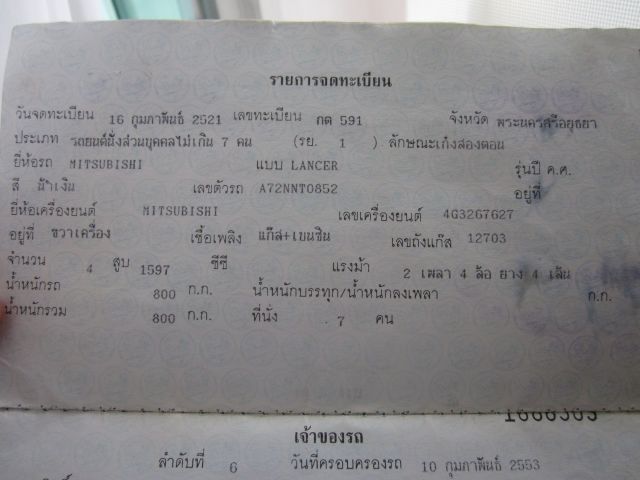 รายการจดทะเบียน
วันจดทะเบียน 16 กุมภาพันธ์ 2521 เลขทะเบียน กต 591 จังหวัด พระนครศรีอยุธยา
ประเภท รถยนต์นั่งส่วนบุคคลไม่เกิน 7 คน (รย. 1 ) ลักษณะเก๋งสองตอน
ยี่ห้อรถ MITSUBISHI แบบ LANCER รุ่นปี ค.ศ.
สี น้ำเงิน เลขตัวรถ A72NNT0852 อยู่ที่
ยี่ห้อเครื่องยนต์ MITSUBISHI เลขเครื่องยนต์ 4G3267627
อยู่ที่ ขวาเครื่อง เชื้อเพลิง แก๊ส+เบนซิน เลขถังแก๊ส 12703
จำนวน 4 สูบ 1597 ซีซี แรงม้า 2 เพลา 4 ล้อ ยาง 4 เส้น
น้ำหนักรถ 800 ก.ก. น้ำหนักบรรทุก/น้ำหนักลงเพลา ก.ก.
น้ำหนักรวม 800 ก.ก. ที่นั่ง 7 คน
เจ้าของรถ
ลำดับที่ 6 วันที่ครอบครองรถ 10 กุมภาพันธ์ 2553